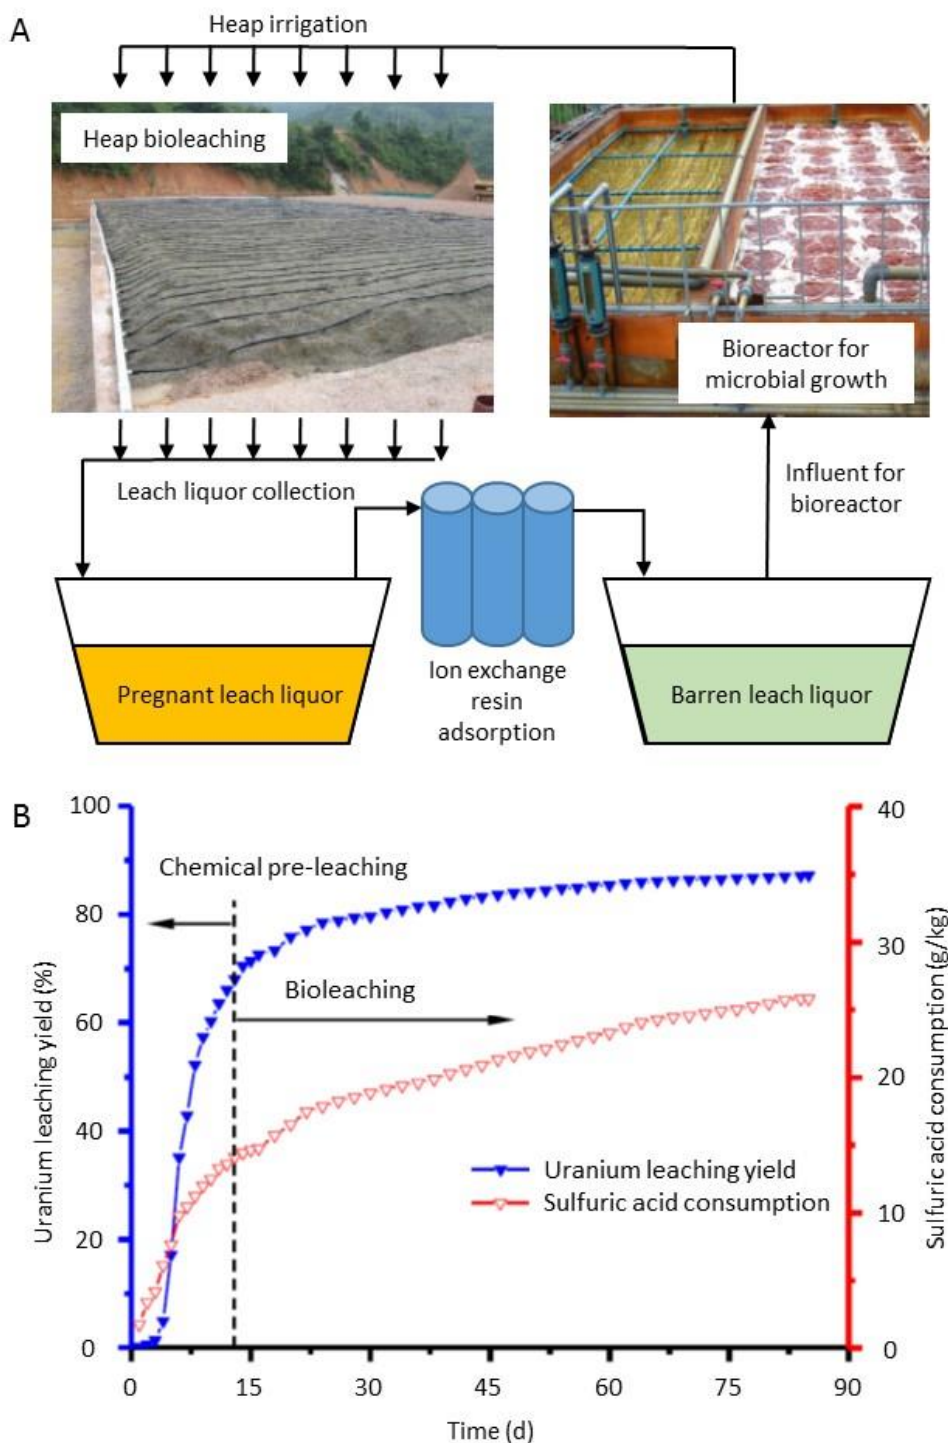 A
Heap irrigation
Heap bioleaching
Bioreactor for
microbial growth
Leach liquor collection
Influent for
bioreactor
Pregnant leach liquor
Ion exchange
resin
adsorption
Barren leach liquor
B
100
80
60
40
20
0
Uranium leaching yield (%)
40
30
20
10
0
Sulfuric acid consumption (g/kg)
Chemical pre-leaching
Bioleaching
Uranium leaching yield
Sulfuric acid consumption
0 15 30 45 60 75 90
Time (d)